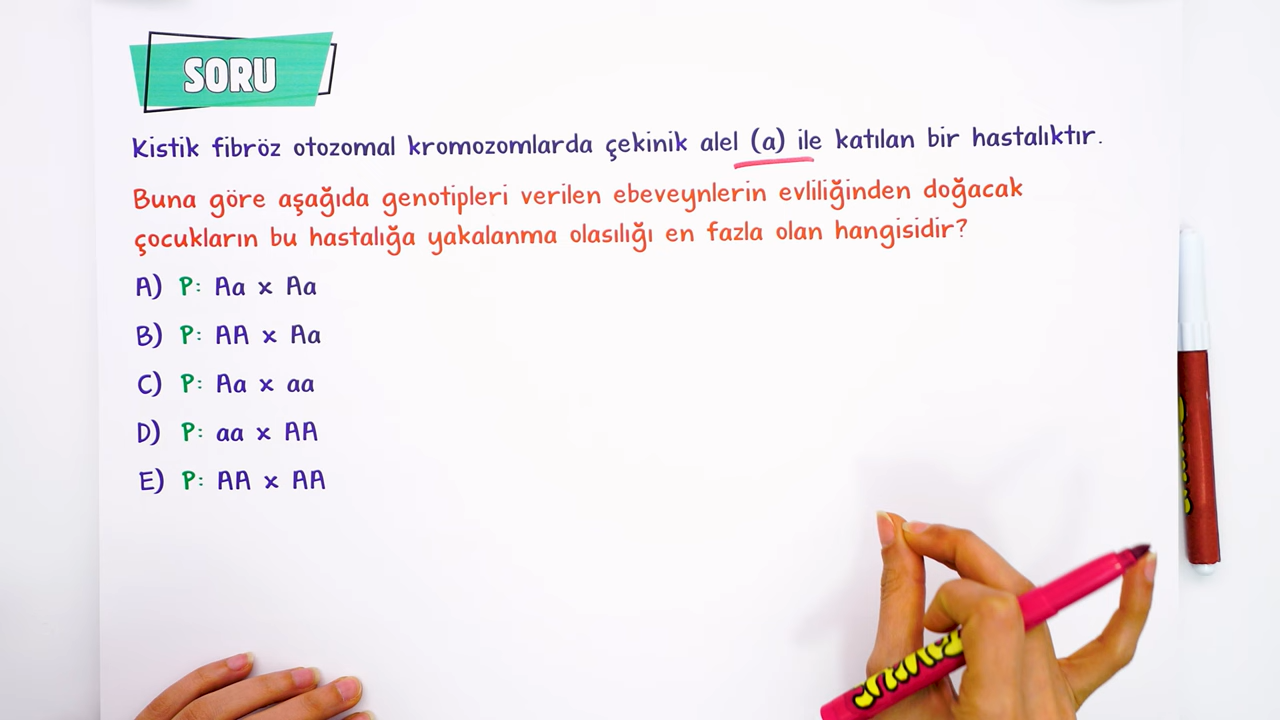 SORU
Kistik fibröz otozomal kromozomlarda çekinik alel (a) ile katılan bir hastalıktır.
Buna göre aşağıda genotipleri verilen ebeveynlerin evliliğinden doğacak
çocukların bu hastalığa yakalanma olasılığı en fazla olan hangisidir?
A) P: Aa x Aa
B) P: AA x Aa
C) P: Aa x aa
D) P: aa x AA
E) P: AA x AA